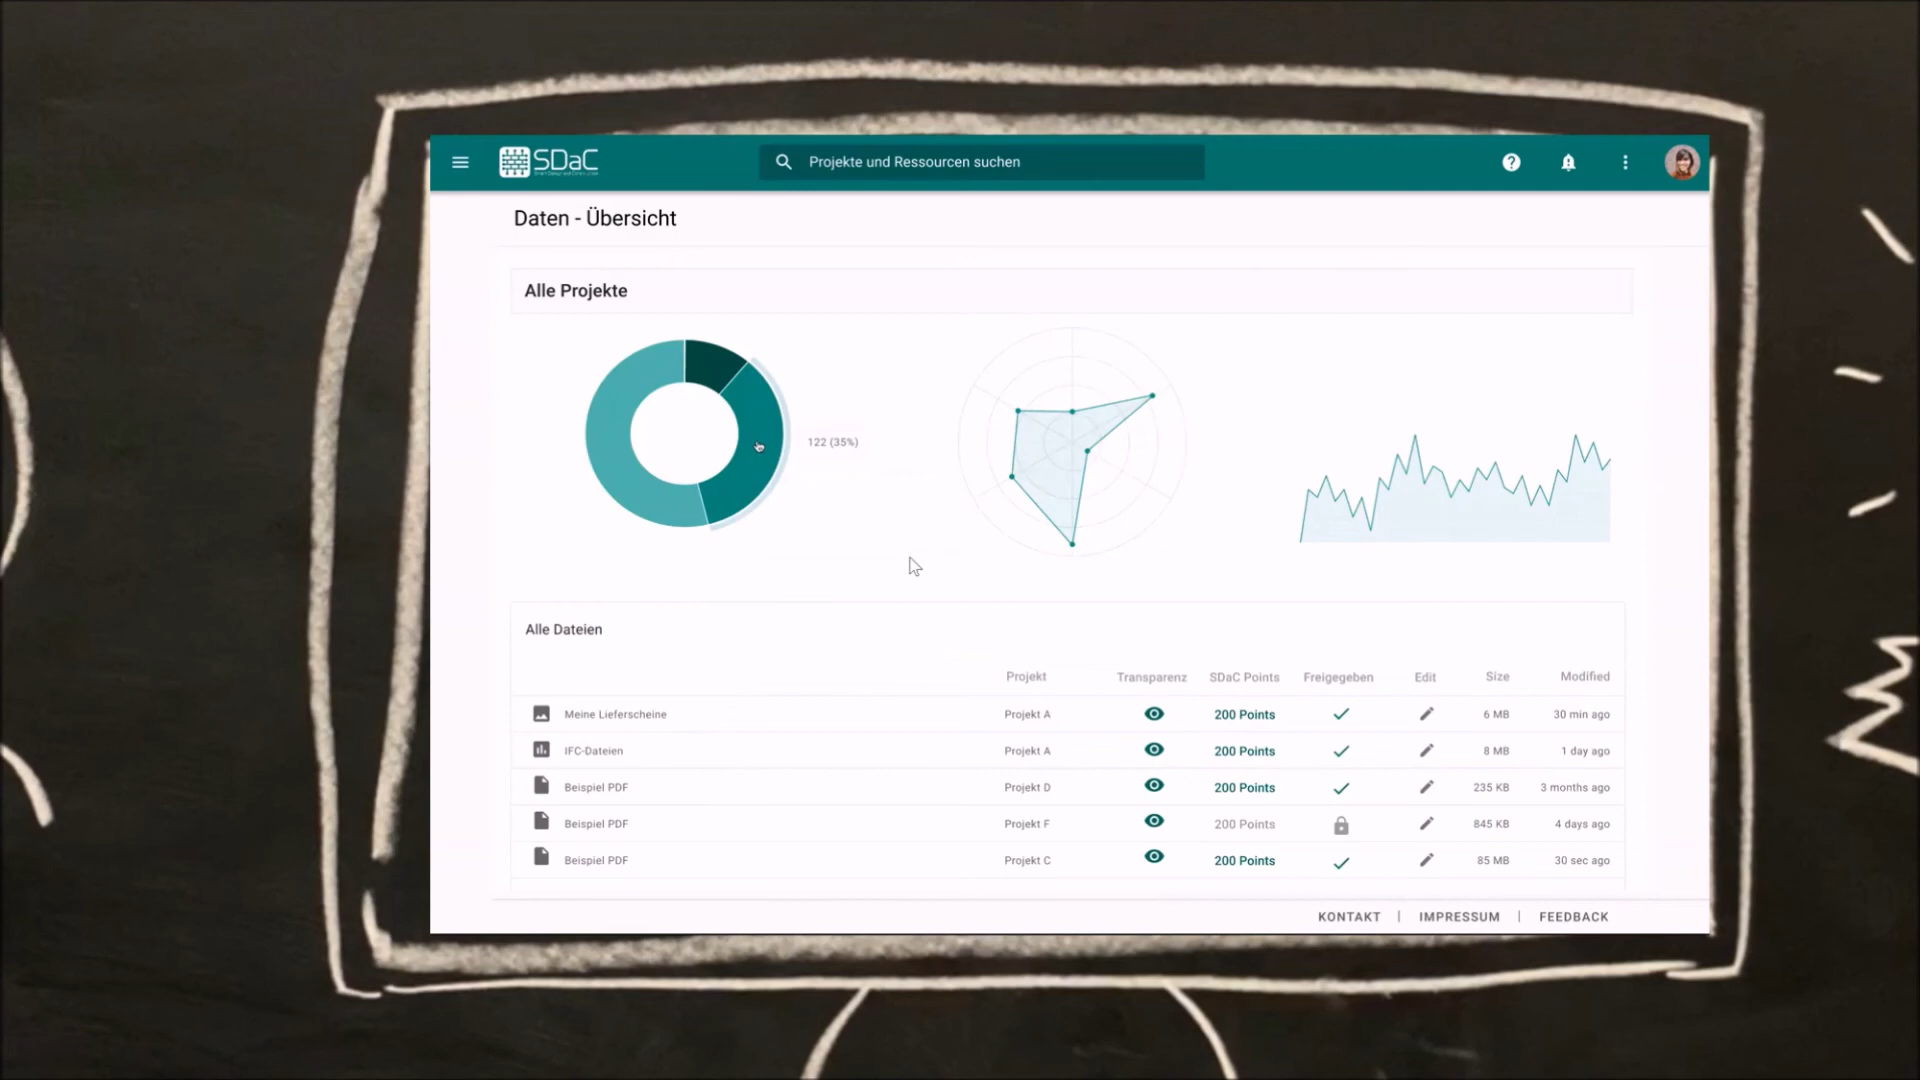 SDaC
Projekte und Ressourcen suchen
Daten - Übersicht
Alle Projekte
122 (35%)
Alle Dateien
Projekt Transparenz SDaC Points Freigegeben Edit Size Modified
Meine Lieferscheine Projekt A 200 Points 6 MB 30 min ago
IFC-Dateien Projekt A 200 Points 8 MB 1 day ago
Beispiel PDF Projekt D 200 Points 235 KB 3 months ago
Beispiel PDF Projekt F 200 Points 845 KB 4 days ago
Beispiel PDF Projekt C 200 Points 85 MB 30 sec ago
KONTAKT | IMPRESSUM | FEEDBACK